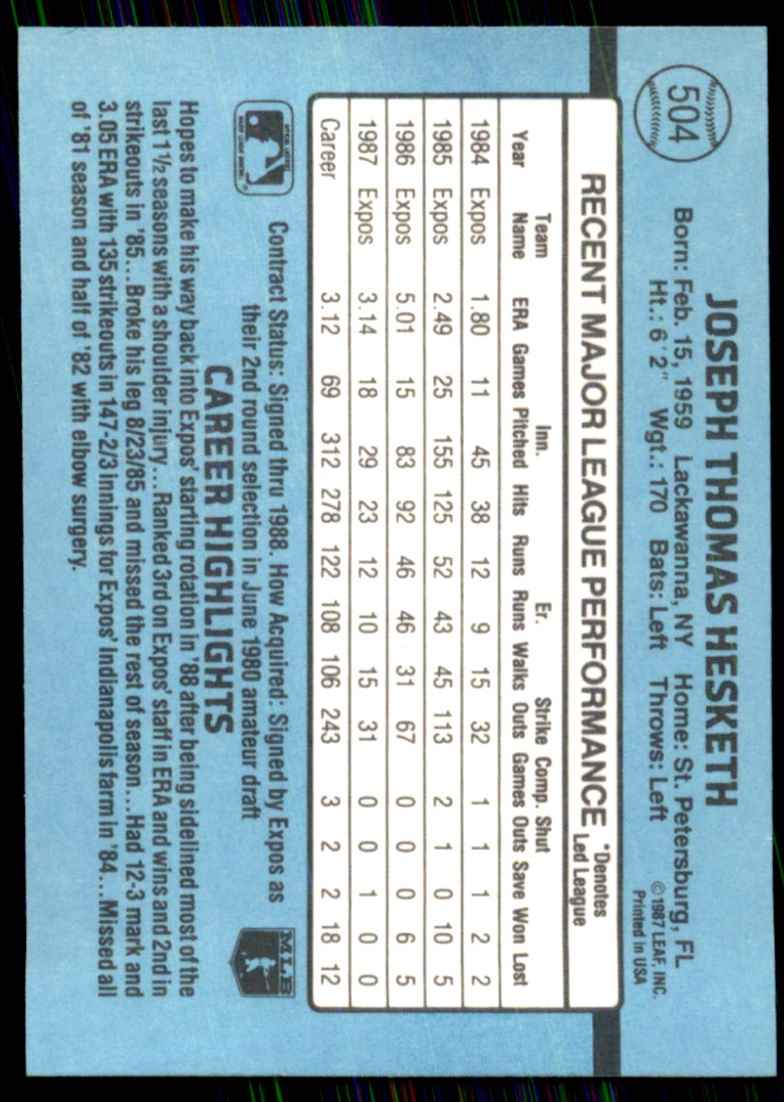 504
JOSEPH THOMAS HESKETH
Born: Feb. 15, 1959 Lackawanna, NY Home: St. Petersburg, FL
Ht.: 6'2" Wgt.: 170 Bats: Left Throws: Left
©1987 LEAF, INC.
Printed in USA
RECENT MAJOR LEAGUE PERFORMANCE *Denotes Led League
Team Inn. Er. Strike Comp. Shut
Year Name ERA Games Pitched Hits Runs Runs Walks Outs Games Outs Save Won Lost
1984 Expos 1.80 11 45 38 12 9 15 32 1 1 1 2 2
1985 Expos 2.49 25 155 125 52 43 45 113 2 1 0 10 5
1986 Expos 5.01 15 83 92 46 46 31 67 0 0 0 6 5
1987 Expos 3.14 18 29 23 12 10 15 31 0 0 1 0 0
Career 3.12 69 312 278 122 108 106 243 3 2 2 18 12
Contract Status: Signed thru 1988. How Acquired: Signed by Expos as
their 2nd round selection in June 1980 amateur draft
MLB
CAREER HIGHLIGHTS
Hopes to make his way back into Expos' starting rotation in '88 after being sidelined most of the
last 1½ seasons with a shoulder injury...Ranked 3rd on Expos' staff in ERA and wins and 2nd in
strikeouts in '85...Broke his leg 8/23/85 and missed the rest of season...Had 12-3 mark and
3.05 ERA with 135 strikeouts in 147-2/3 innings for Expos' Indianapolis farm in '84...Missed all
of '81 season and half of '82 with elbow surgery.